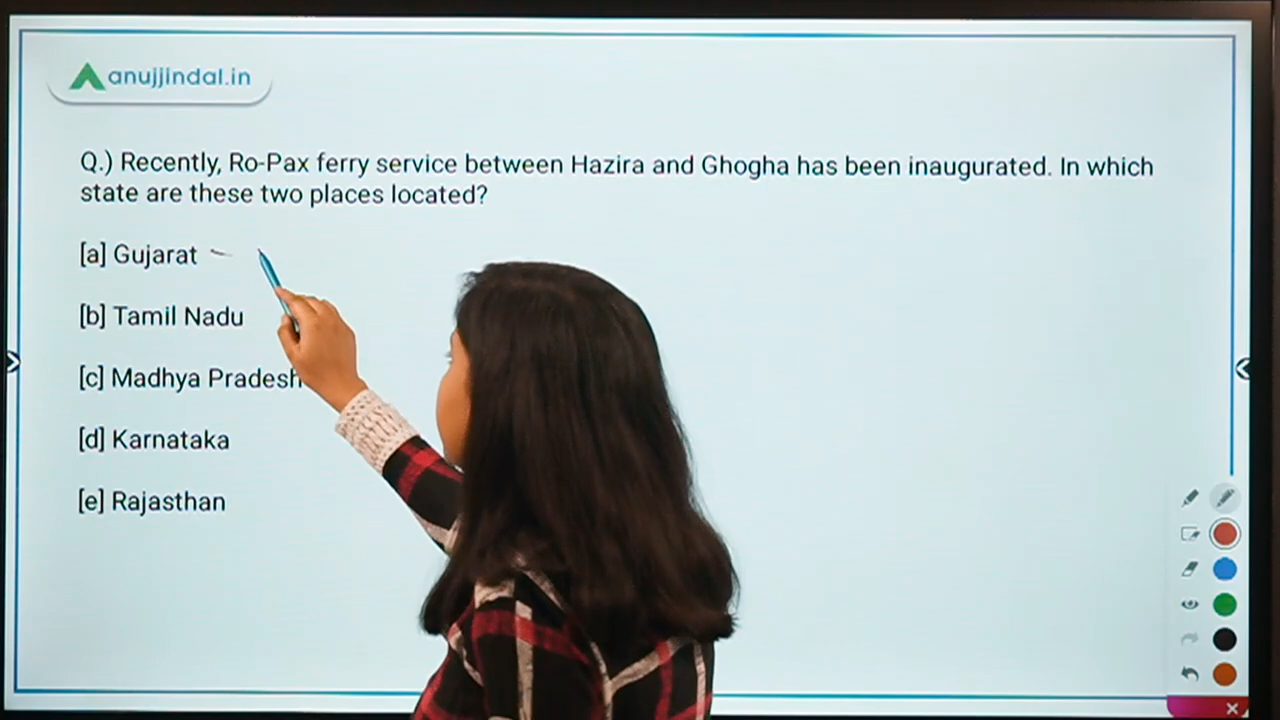 anujjindal.in
Q.) Recently, Ro-Pax ferry service between Hazira and Ghogha has been inaugurated. In which
state are these two places located?
[a] Gujarat
[b] Tamil Nadu
[c] Madhya Pradesh
[d] Karnataka
[e] Rajasthan